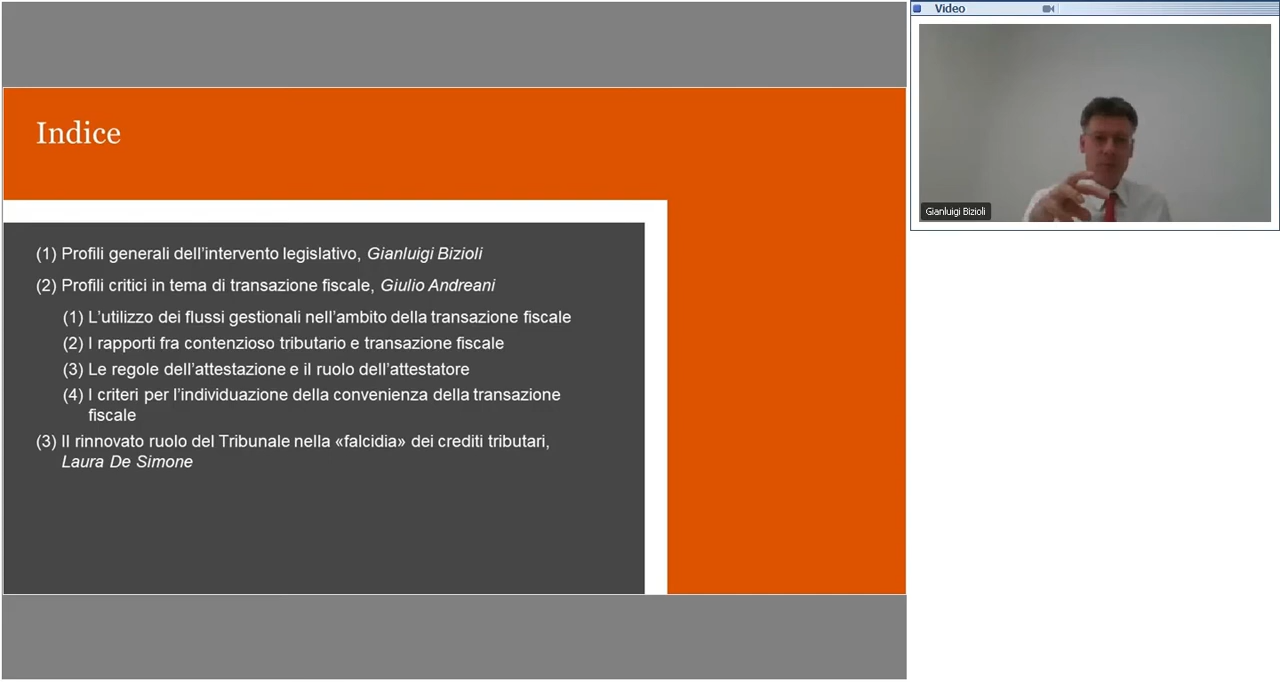 Indice
(1) Profili generali dell’intervento legislativo, Gianluigi Bizioli
(2) Profili critici in tema di transazione fiscale, Giulio Andreani
(1) L’utilizzo dei flussi gestionali nell’ambito della transazione fiscale
(2) I rapporti fra contenzioso tributario e transazione fiscale
(3) Le regole dell’attestazione e il ruolo dell’attestatore
(4) I criteri per l’individuazione della convenienza della transazione
fiscale
(3) Il rinnovato ruolo del Tribunale nella «falcidia» dei crediti tributari,
Laura De Simone
Video
Gianluigi Bizioli